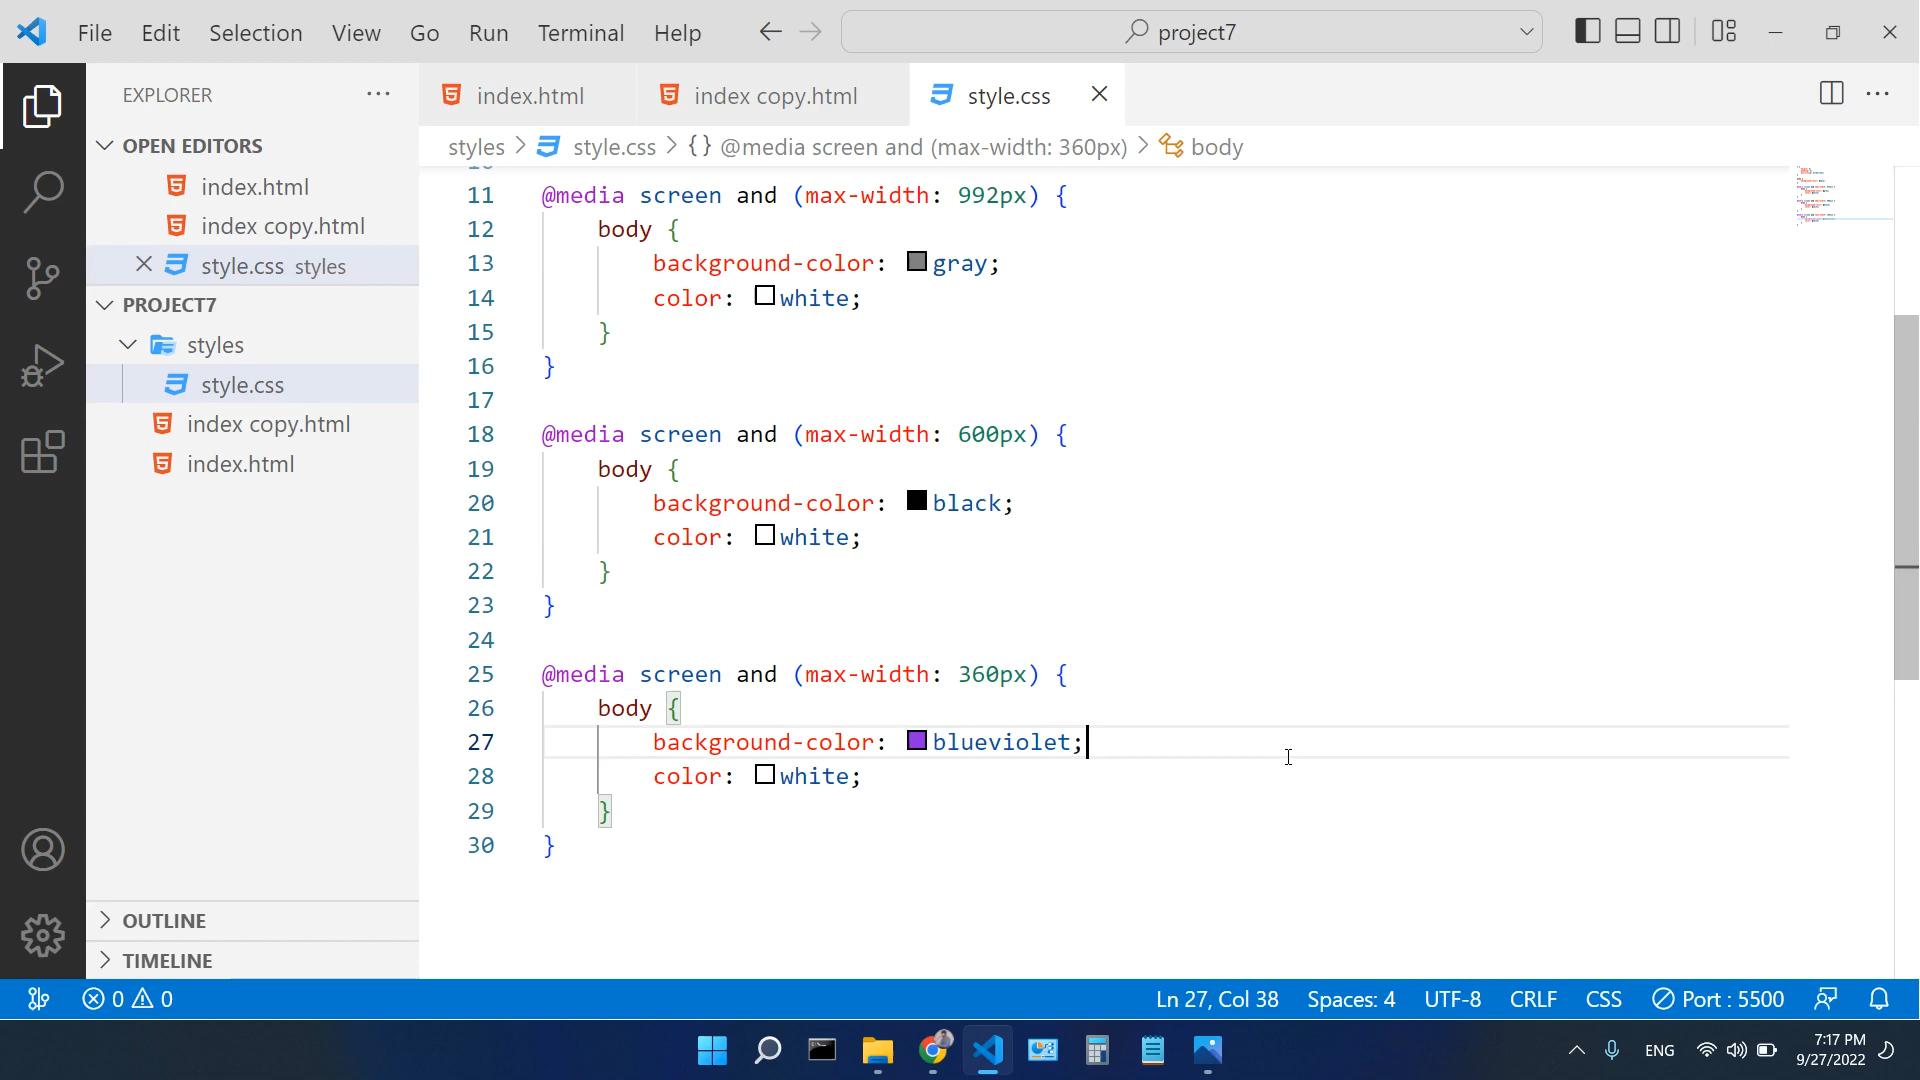 File Edit Selection View Go Run Terminal Help
project7
EXPLORER
index.html
index copy.html
style.css
OPEN EDITORS
styles > style.css > {} @media screen and (max-width: 360px) > body
index.html
index copy.html
style.css styles
PROJECT7
styles
style.css
index copy.html
index.html
OUTLINE
TIMELINE
11 @media screen and (max-width: 992px) {
12 body {
13 background-color: gray;
14 color: white;
15 }
16 }
17
18 @media screen and (max-width: 600px) {
19 body {
20 background-color: black;
21 color: white;
22 }
23 }
24
25 @media screen and (max-width: 360px) {
26 body {
27 background-color: blueviolet;
28 color: white;
29 }
30 }
0 0
Ln 27, Col 38 Spaces: 4 UTF-8 CRLF CSS Port : 5500
ENG
7:17 PM
9/27/2022